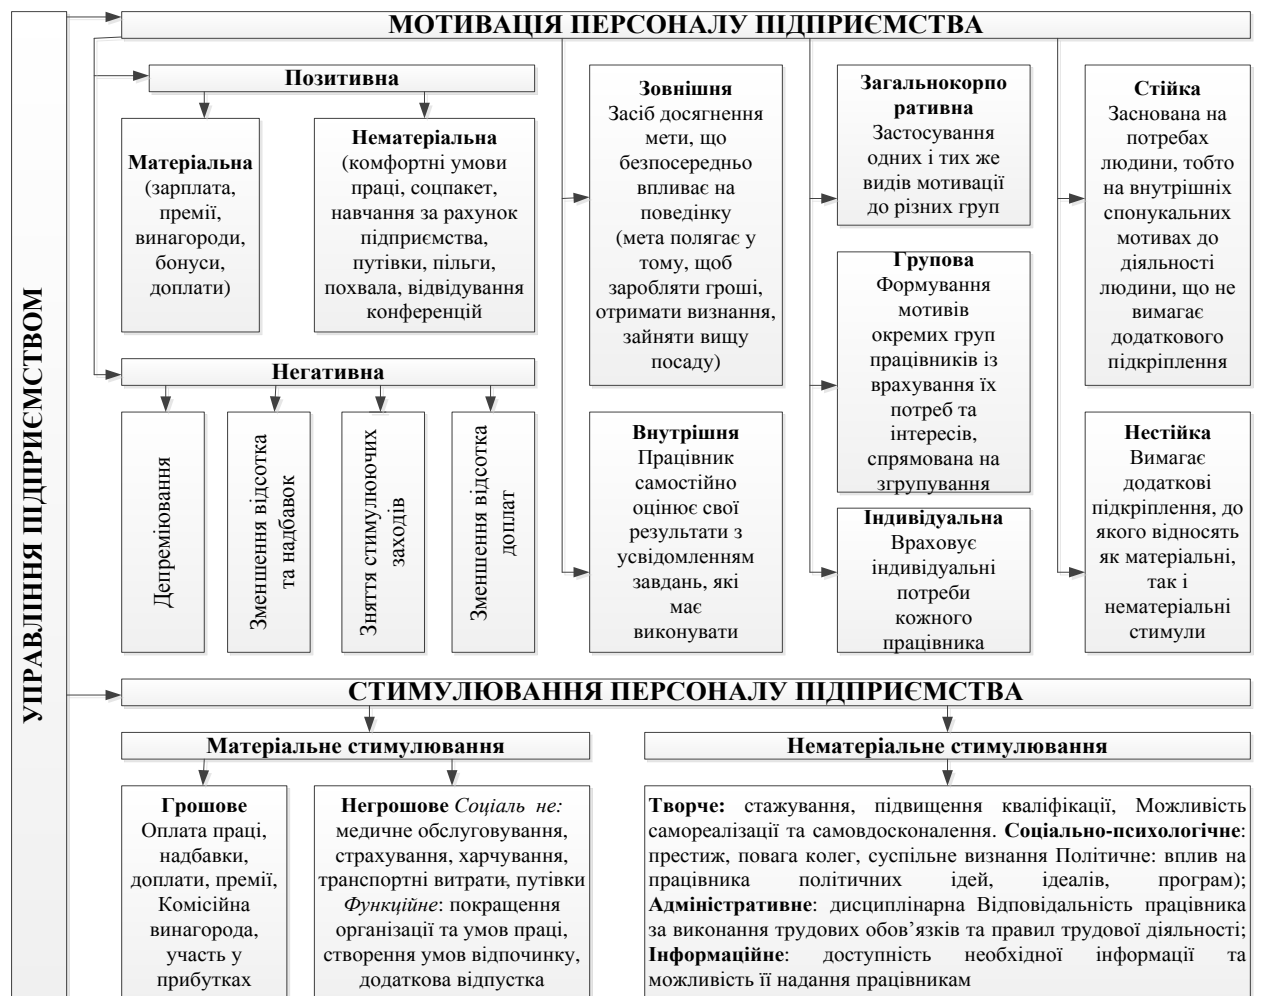 УПРАВЛІННЯ ПІДПРИЄМСТВОМ
МОТИВАЦІЯ ПЕРСОНАЛУ ПІДПРИЄМСТВА
Позитивна
Матеріальна
(зарплата,
премії,
винагороди,
бонуси,
доплати)
Нематеріальна
(комфортні умови
праці, соцпакет,
навчання за рахунок
підприємства,
путівки, пільги,
похвала, відвідування
конференцій
Негативна
Депреміювання
Зменшення відсотка
та надбавок
Зняття стимулюючих
заходів
Зменшення відсотка
доплат
Зовнішня
Засіб досягнення
мети, що
безпосередньо
впливає на
поведінку
(мета полягає у
тому, щоб
заробляти гроші,
отримати визнання,
зайняти вищу
посаду)
Внутрішня
Працівник
самостійно
оцінює свої
результати з
усвідомленням
завдань, які
має
виконувати
Загальнокорпо
ративна
Застосування
одних і тих же
видів мотивації
до різних груп
Групова
Формування
мотивів
окремих груп
працівників із
врахування їх
потреб та
інтересів,
спрямована на
згрупування
Індивідуальна
Враховує
індивідуальні
потреби
кожного
працівника
Стійка
Заснована на
потребах
людини, тобто
на внутрішніх
спонукальних
мотивах до
діяльності
людини, що не
вимагає
додаткового
підкріплення
Нестійка
Вимагає
додаткові
підкріплення, до
якого відносять
як матеріальні,
так і
нематеріальні
стимули
СТИМУЛЮВАННЯ ПЕРСОНАЛУ ПІДПРИЄМСТВА
Матеріальне стимулювання
Грошове
Оплата праці,
надбавки,
доплати, премії,
Комісійна
винагорода,
участь у
прибутках
Негрошове Соціаль не:
медичне обслуговування,
страхування, харчування,
транспортні витрати, путівки
Функційне: покращення
організації та умов праці,
створення умов відпочинку,
додаткова відпустка
Нематеріальне стимулювання
Творче: стажування, підвищення кваліфікації, Можливість
самореалізації та самовдосконалення. Соціально-психологічне:
престиж, повага колег, суспільне визнання Політичне: вплив на
працівника політичних ідей, ідеалів, програм);
Адміністративне: дисциплінарна Відповідальність працівника
за виконання трудових обов’язків та правил трудової діяльності;
Інформаційне: доступність необхідної інформації та
можливість її надання працівникам